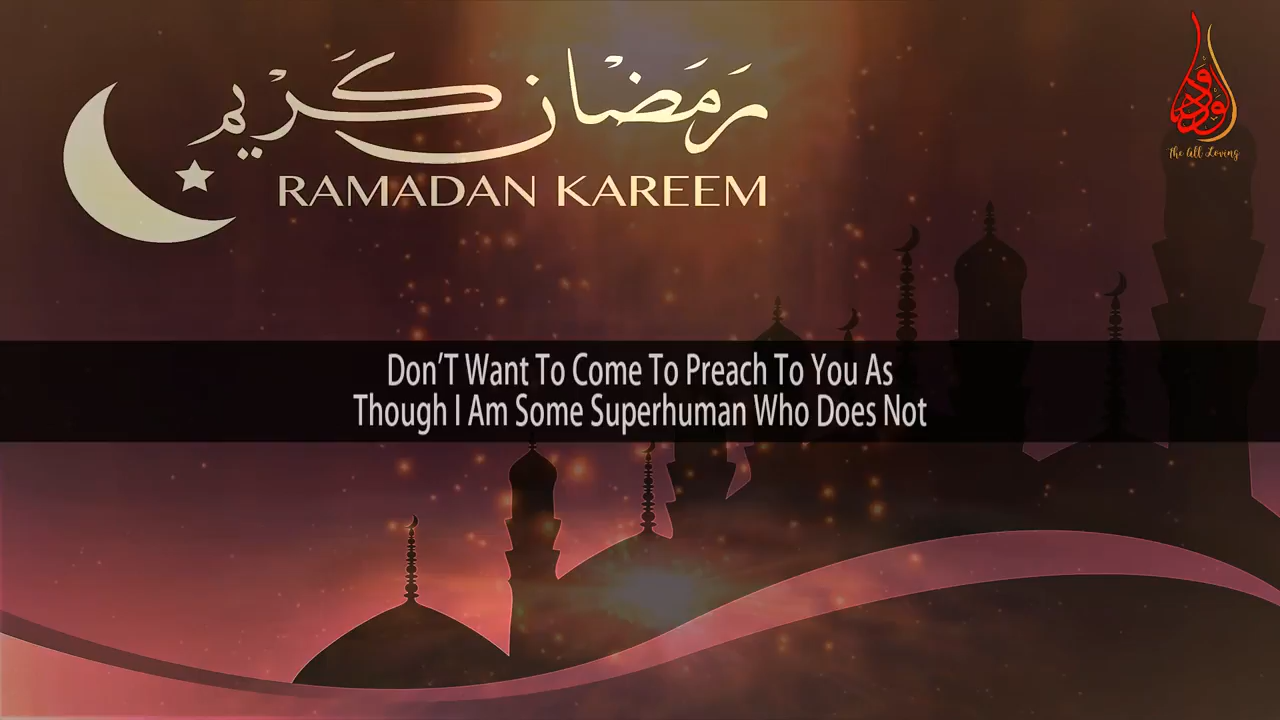 رَمَضَان كَرْيم
RAMADAN KAREEM
الودود
The All Loving
Don’T Want To Come To Preach To You As
Though I Am Some Superhuman Who Does Not